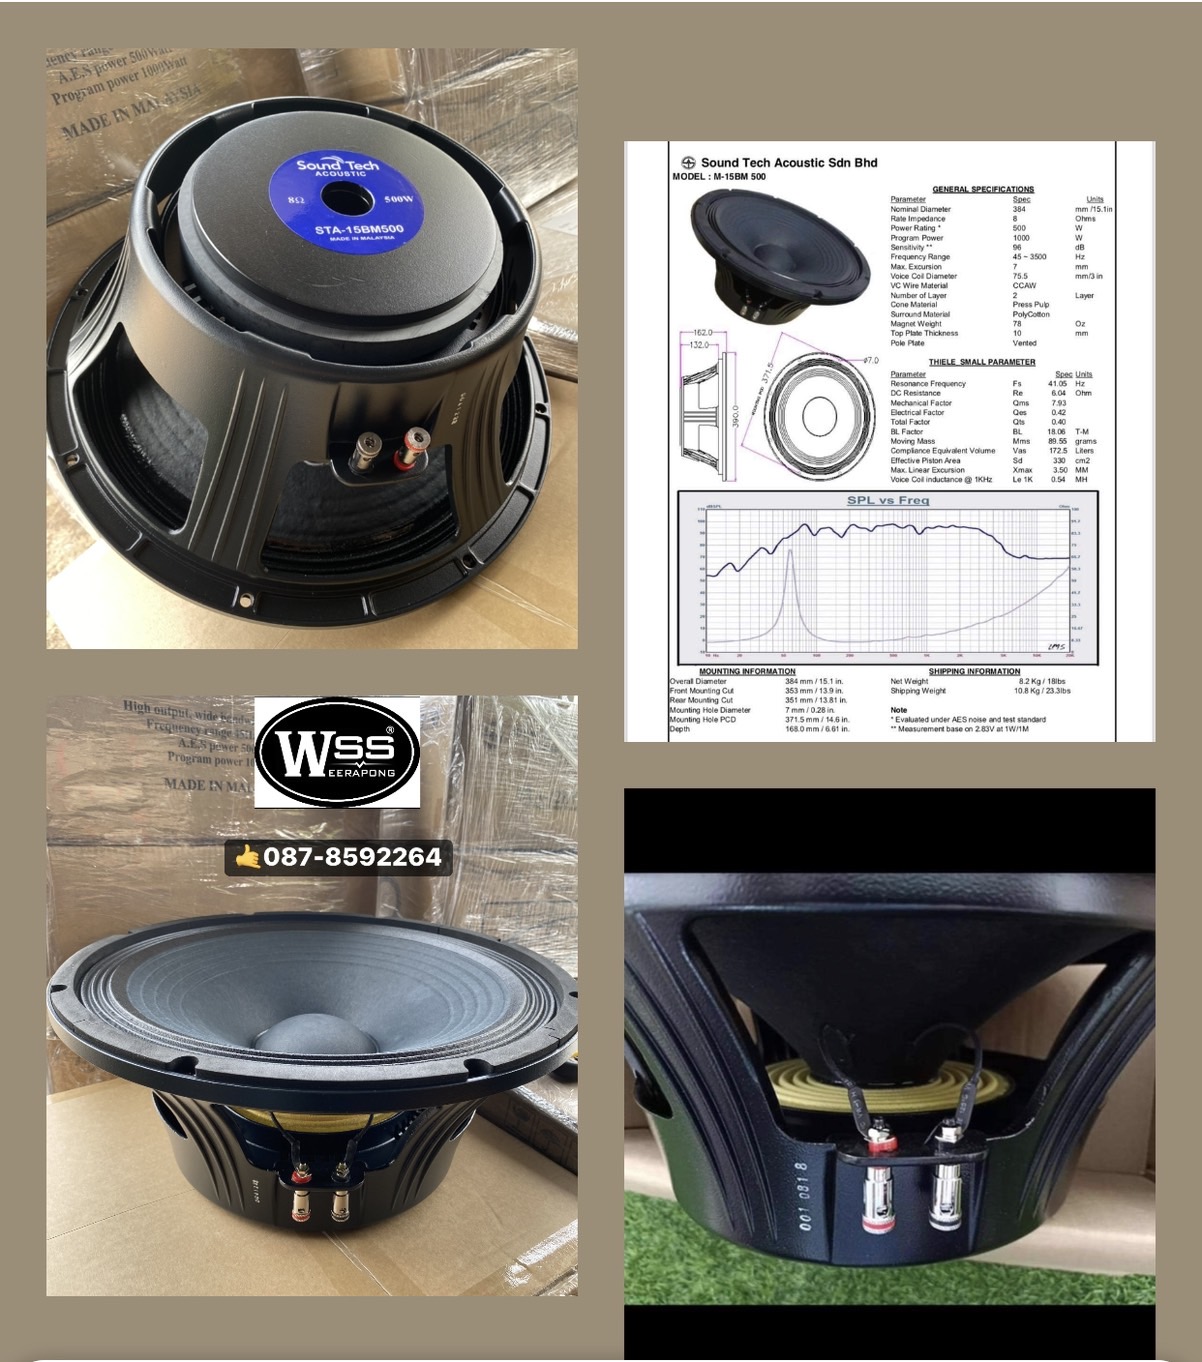 A.E.S power 500Watt
Program power 1000Watt
MADE IN MALAYSIA
Sound Tech
ACOUSTIC
8Ω 500W
STA-15BM500
MADE IN MALAYSIA
Sound Tech Acoustic Sdn Bhd
MODEL : M-15BM 500
GENERAL SPECIFICATIONS
Parameter Spec Units
Nominal Diameter 384 mm /15.1in
Rate Impedance 8 Ohms
Power Rating * 500 W
Program Power 1000 W
Sensitivity ** 96 dB
Frequency Range 45 ~ 3500 Hz
Max. Excursion 7 mm
Voice Coil Diameter 75.5 mm/3 in
VC Wire Material CCAW
Number of Layer 2 Layer
Cone Material Press Pulp
Surround Material PolyCotton
Magnet Weight 78 Oz
Top Plate Thickness 10 mm
Pole Plate Vented
162.0
132.0
371.5
ø7.0
390.0
THIELE SMALL PARAMETER
Parameter Spec Units
Resonance Frequency Fs 41.05 Hz
DC Resistance Re 6.04 Ohm
Mechanical Factor Qms 7.93
Electrical Factor Qes 0.42
Total Factor Qts 0.40
BL Factor BL 18.06 T-M
Moving Mass Mms 89.55 grams
Compliance Equivalent Volume Vas 172.5 Liters
Effective Piston Area Sd 330 cm2
Max. Linear Excursion Xmax 3.50 MM
Voice Coil inductance @ 1KHz Le 1K 0.54 MH
SPL vs Freq
LMS
MOUNTING INFORMATION
Overall Diameter 384 mm / 15.1 in.
Front Mounting Cut 353 mm / 13.9 in.
Rear Mounting Cut 351 mm / 13.81 in.
Mounting Hole Diameter 7 mm / 0.28 in.
Mounting Hole PCD 371.5 mm / 14.6 in.
Depth 168.0 mm / 6.61 in.
SHIPPING INFORMATION
Net Weight 8.2 Kg / 18lbs
Shipping Weight 10.8 Kg / 23.3lbs
Note
* Evaluated under AES noise and test standard
** Measurement base on 2.83V at 1W/1M
High output, wide
Frequency range
A.E.S power
Program power
MADE IN
WSS
WEERAPONG
®
087-8592264
001 0818